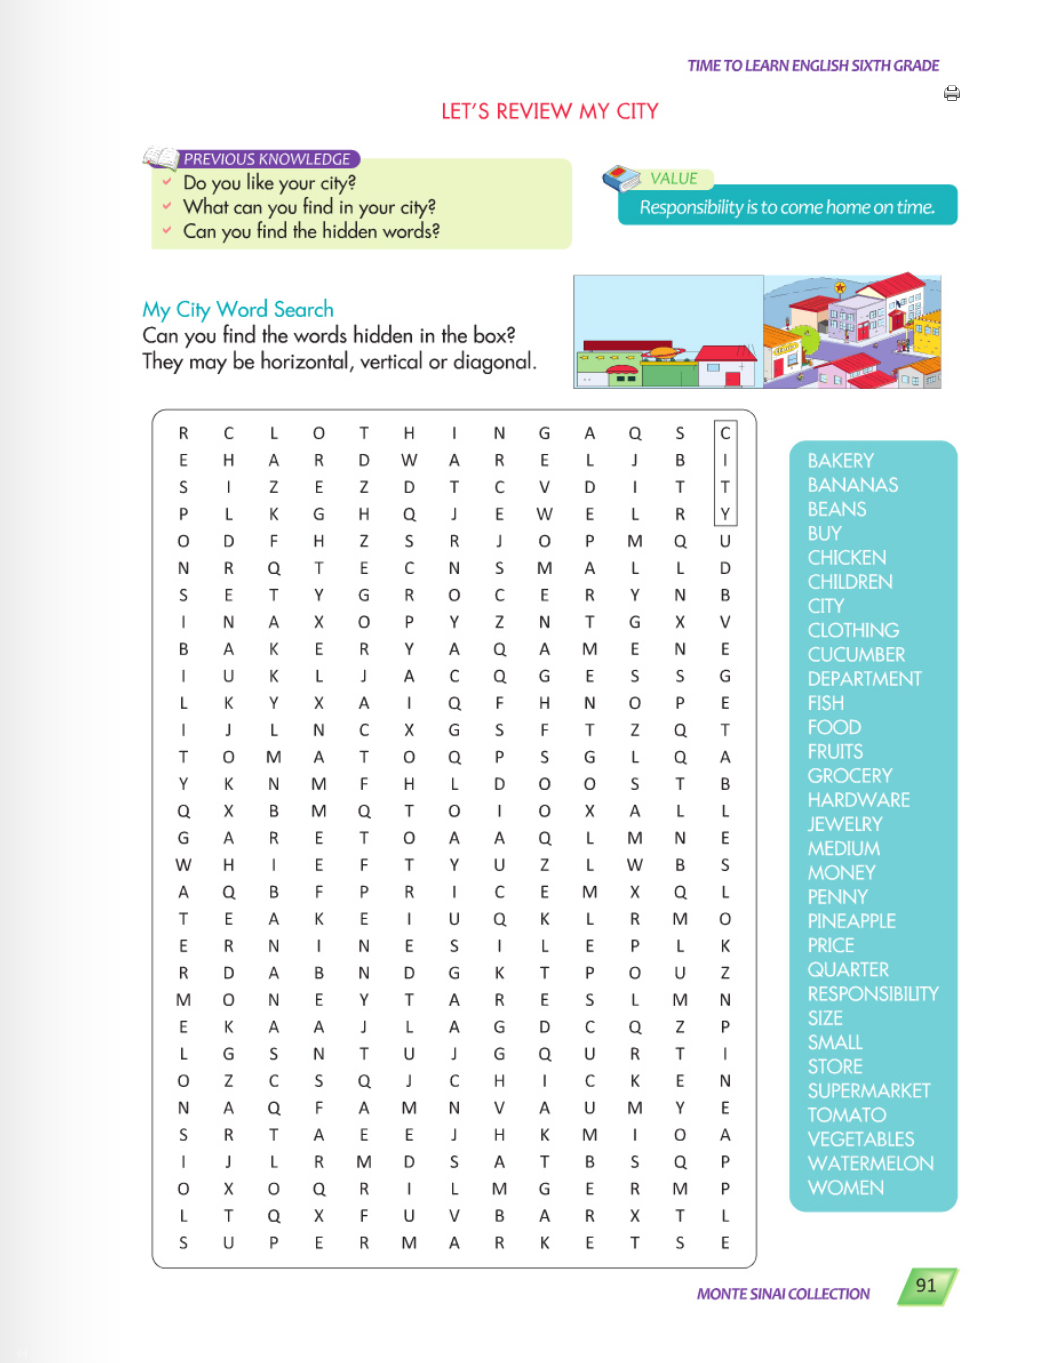 TIME TO LEARN ENGLISH SIXTH GRADE
LET'S REVIEW MY CITY
PREVIOUS KNOWLEDGE
Do you like your city?
What can you find in your city?
Can you find the hidden words?
VALUE
Responsibility is to come home on time.
My City Word Search
Can you find the words hidden in the box?
They may be horizontal, vertical or diagonal.
R C L O T H I N G A Q S C
E H A R D W A R E L J B I
S I Z E Z D T C V D I T T
P L K G H Q J E W E L R Y
O D F H Z S R J O P M Q U
N R Q T E C N S M A L L D
S E T Y G R O C E R Y N B
I N A X O P Y Z N T G X V
B A K E R Y A Q A M E N E
I U K L J A C Q G E S S G
L K Y X A I Q F H N O P E
I J L N C X G S F T Z Q T
T O M A T O Q P S G L Q A
Y K N M F H L D O O S T B
Q X B M Q T O I O X A L L
G A R E T O A A Q L M N E
W H I E F T Y U Z L W B S
A Q B F P R I C E M X Q L
T E A K E I U Q K L R M O
E R N I N E S I L E P L K
R D A B N D G K T P O U Z
M O N E Y T A R E S L M N
E K A A J L A G D C Q Z P
L G S N T U J G Q U R T I
O Z C S Q J C H I C K E N
N A Q F A M N V A U M Y E
S R T A E E J H K M I O A
I J L R M D S A T B S Q P
O X O Q R I L M G E R M P
L T Q X F U V B A R X T L
S U P E R M A R K E T S E
BAKERY
BANANAS
BEANS
BUY
CHICKEN
CHILDREN
CITY
CLOTHING
CUCUMBER
DEPARTMENT
FISH
FOOD
FRUITS
GROCERY
HARDWARE
JEWELRY
MEDIUM
MONEY
PENNY
PINEAPPLE
PRICE
QUARTER
RESPONSIBILITY
SIZE
SMALL
STORE
SUPERMARKET
TOMATO
VEGETABLES
WATERMELON
WOMEN
MONTE SINAI COLLECTION
91